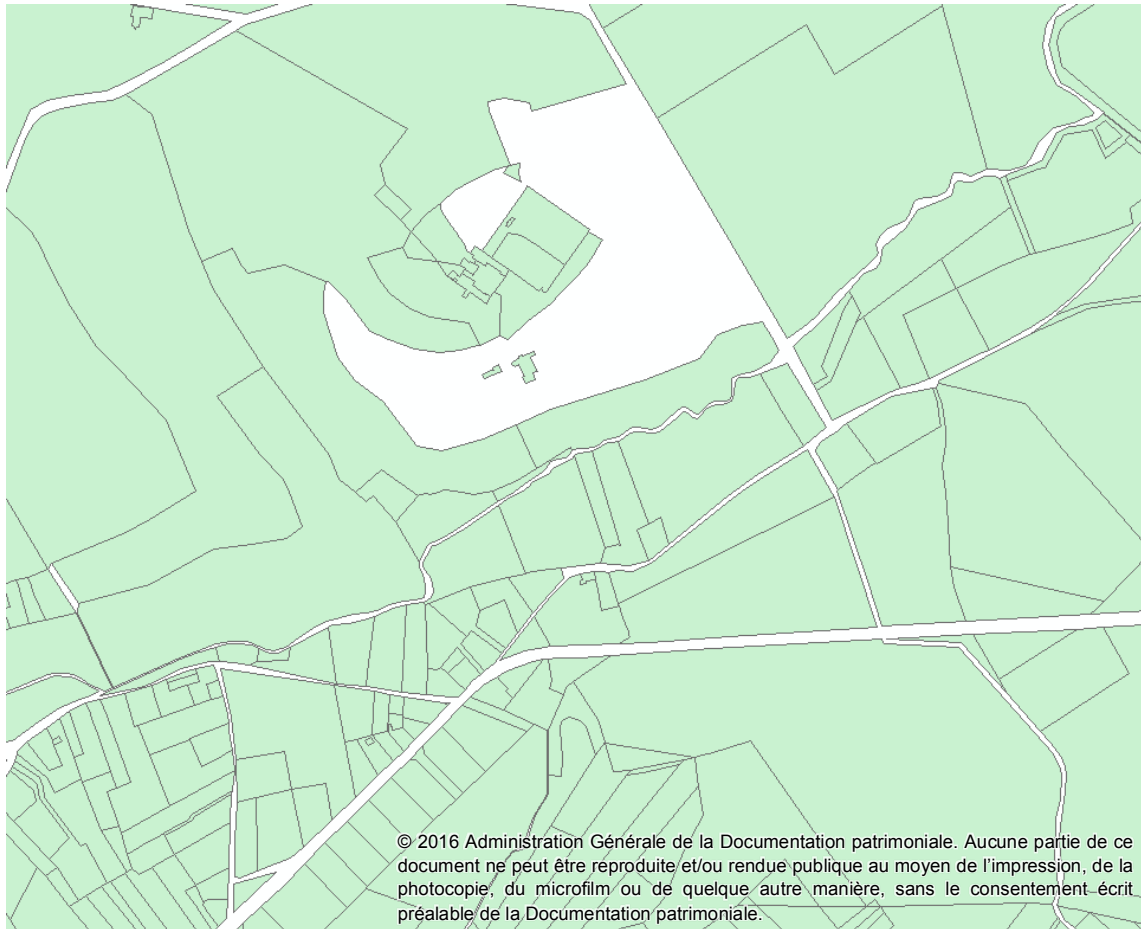 © 2016 Administration Générale de la Documentation patrimoniale. Aucune partie de ce
document ne peut être reproduite et/ou rendue publique au moyen de l’impression, de la
photocopie, du microfilm ou de quelque autre manière, sans le consentement écrit
préalable de la Documentation patrimoniale.